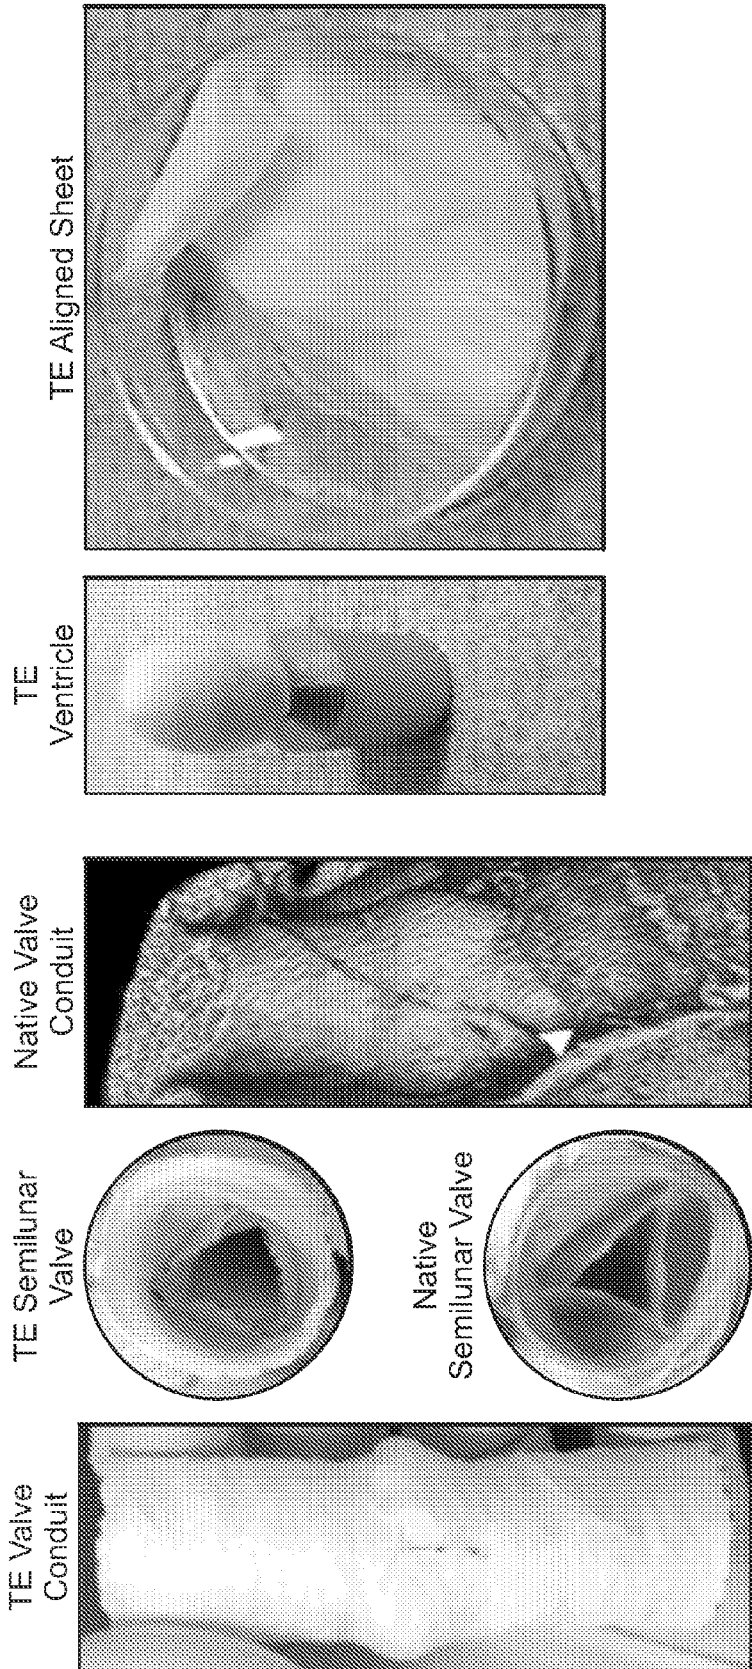 TE Valve
Conduit
TE Semilunar
Valve
Native
Semilunar Valve
Native Valve
Conduit
TE
Ventricle
TE Aligned Sheet